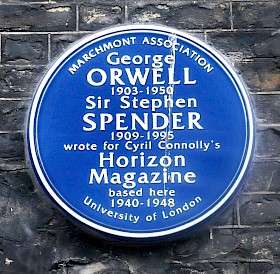 MARCHMONT ASSOCIATION
George
ORWELL
1903-1950
Sir Stephen
SPENDER
1909-1995
wrote for Cyril Connolly's
Horizon
Magazine
based here
1940-1948
University of London